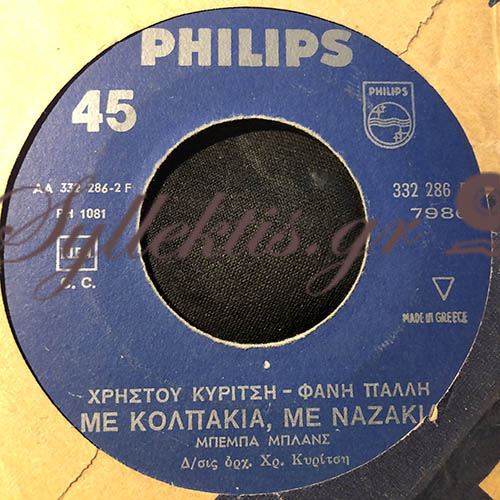 PHILIPS
45
PHILIPS
AA 332 286-2 F
332 286
PH 1081
Syllektis.gr
G. C.
MADE IN GREECE
ΧΡΗΣΤΟΥ ΚΥΡΙΤΣΗ - ΦΑΝΗ ΠΑΛΛΗ
ΜΕ ΚΟΛΠΑΚΙΑ, ΜΕ ΝΑΖΑΚΙΑ
ΜΠΕΜΠΑ ΜΠΛΑΝΣ
Δ/σις ὀρχ. Χρ. Κυρίτση